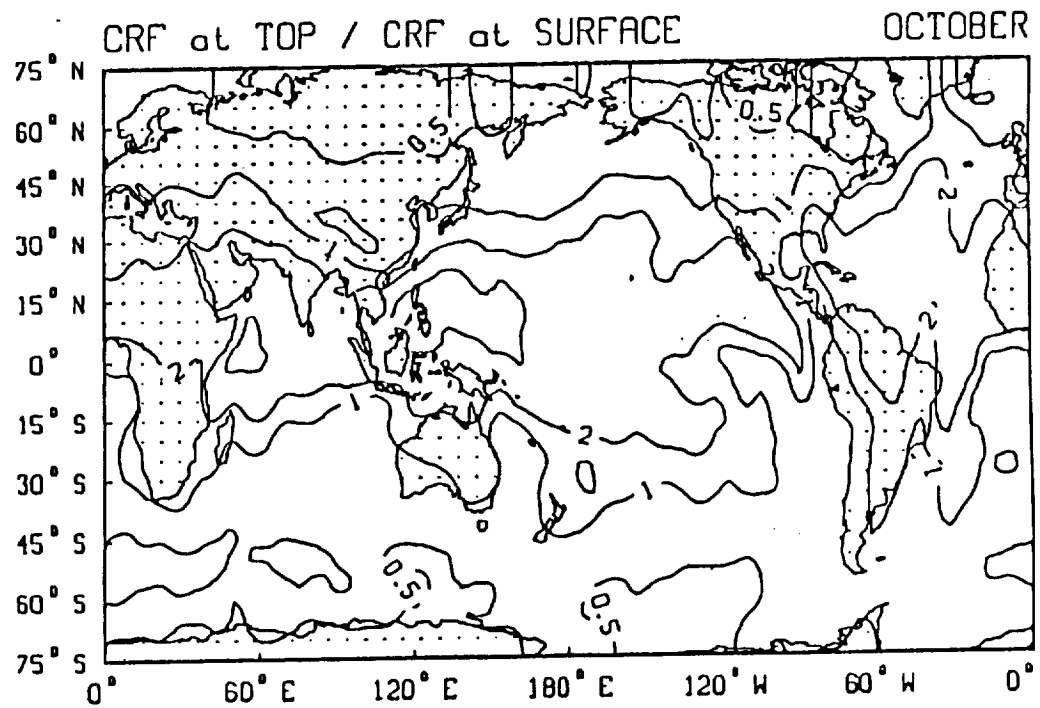 CRF at TOP / CRF at SURFACE OCTOBER
75° N
60° N
45° N
30° N
15° N
0°
15° S
30° S
45° S
60° S
75° S
0° 60° E 120° E 180° E 120° W 60° W 0°
0.5
0.5
2
1
2
2
1
2
1
1
0.5
0.5